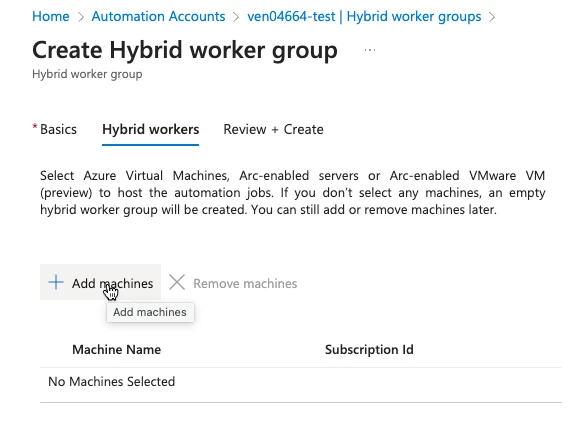 Home > Automation Accounts > ven04664-test | Hybrid worker groups >
Create Hybrid worker group ...
Hybrid worker group
* Basics Hybrid workers Review + Create
Select Azure Virtual Machines, Arc-enabled servers or Arc-enabled VMware VM
(preview) to host the automation jobs. If you don't select any machines, an empty
hybrid worker group will be created. You can still add or remove machines later.
Add machines Remove machines
Add machines
Machine Name Subscription Id
No Machines Selected